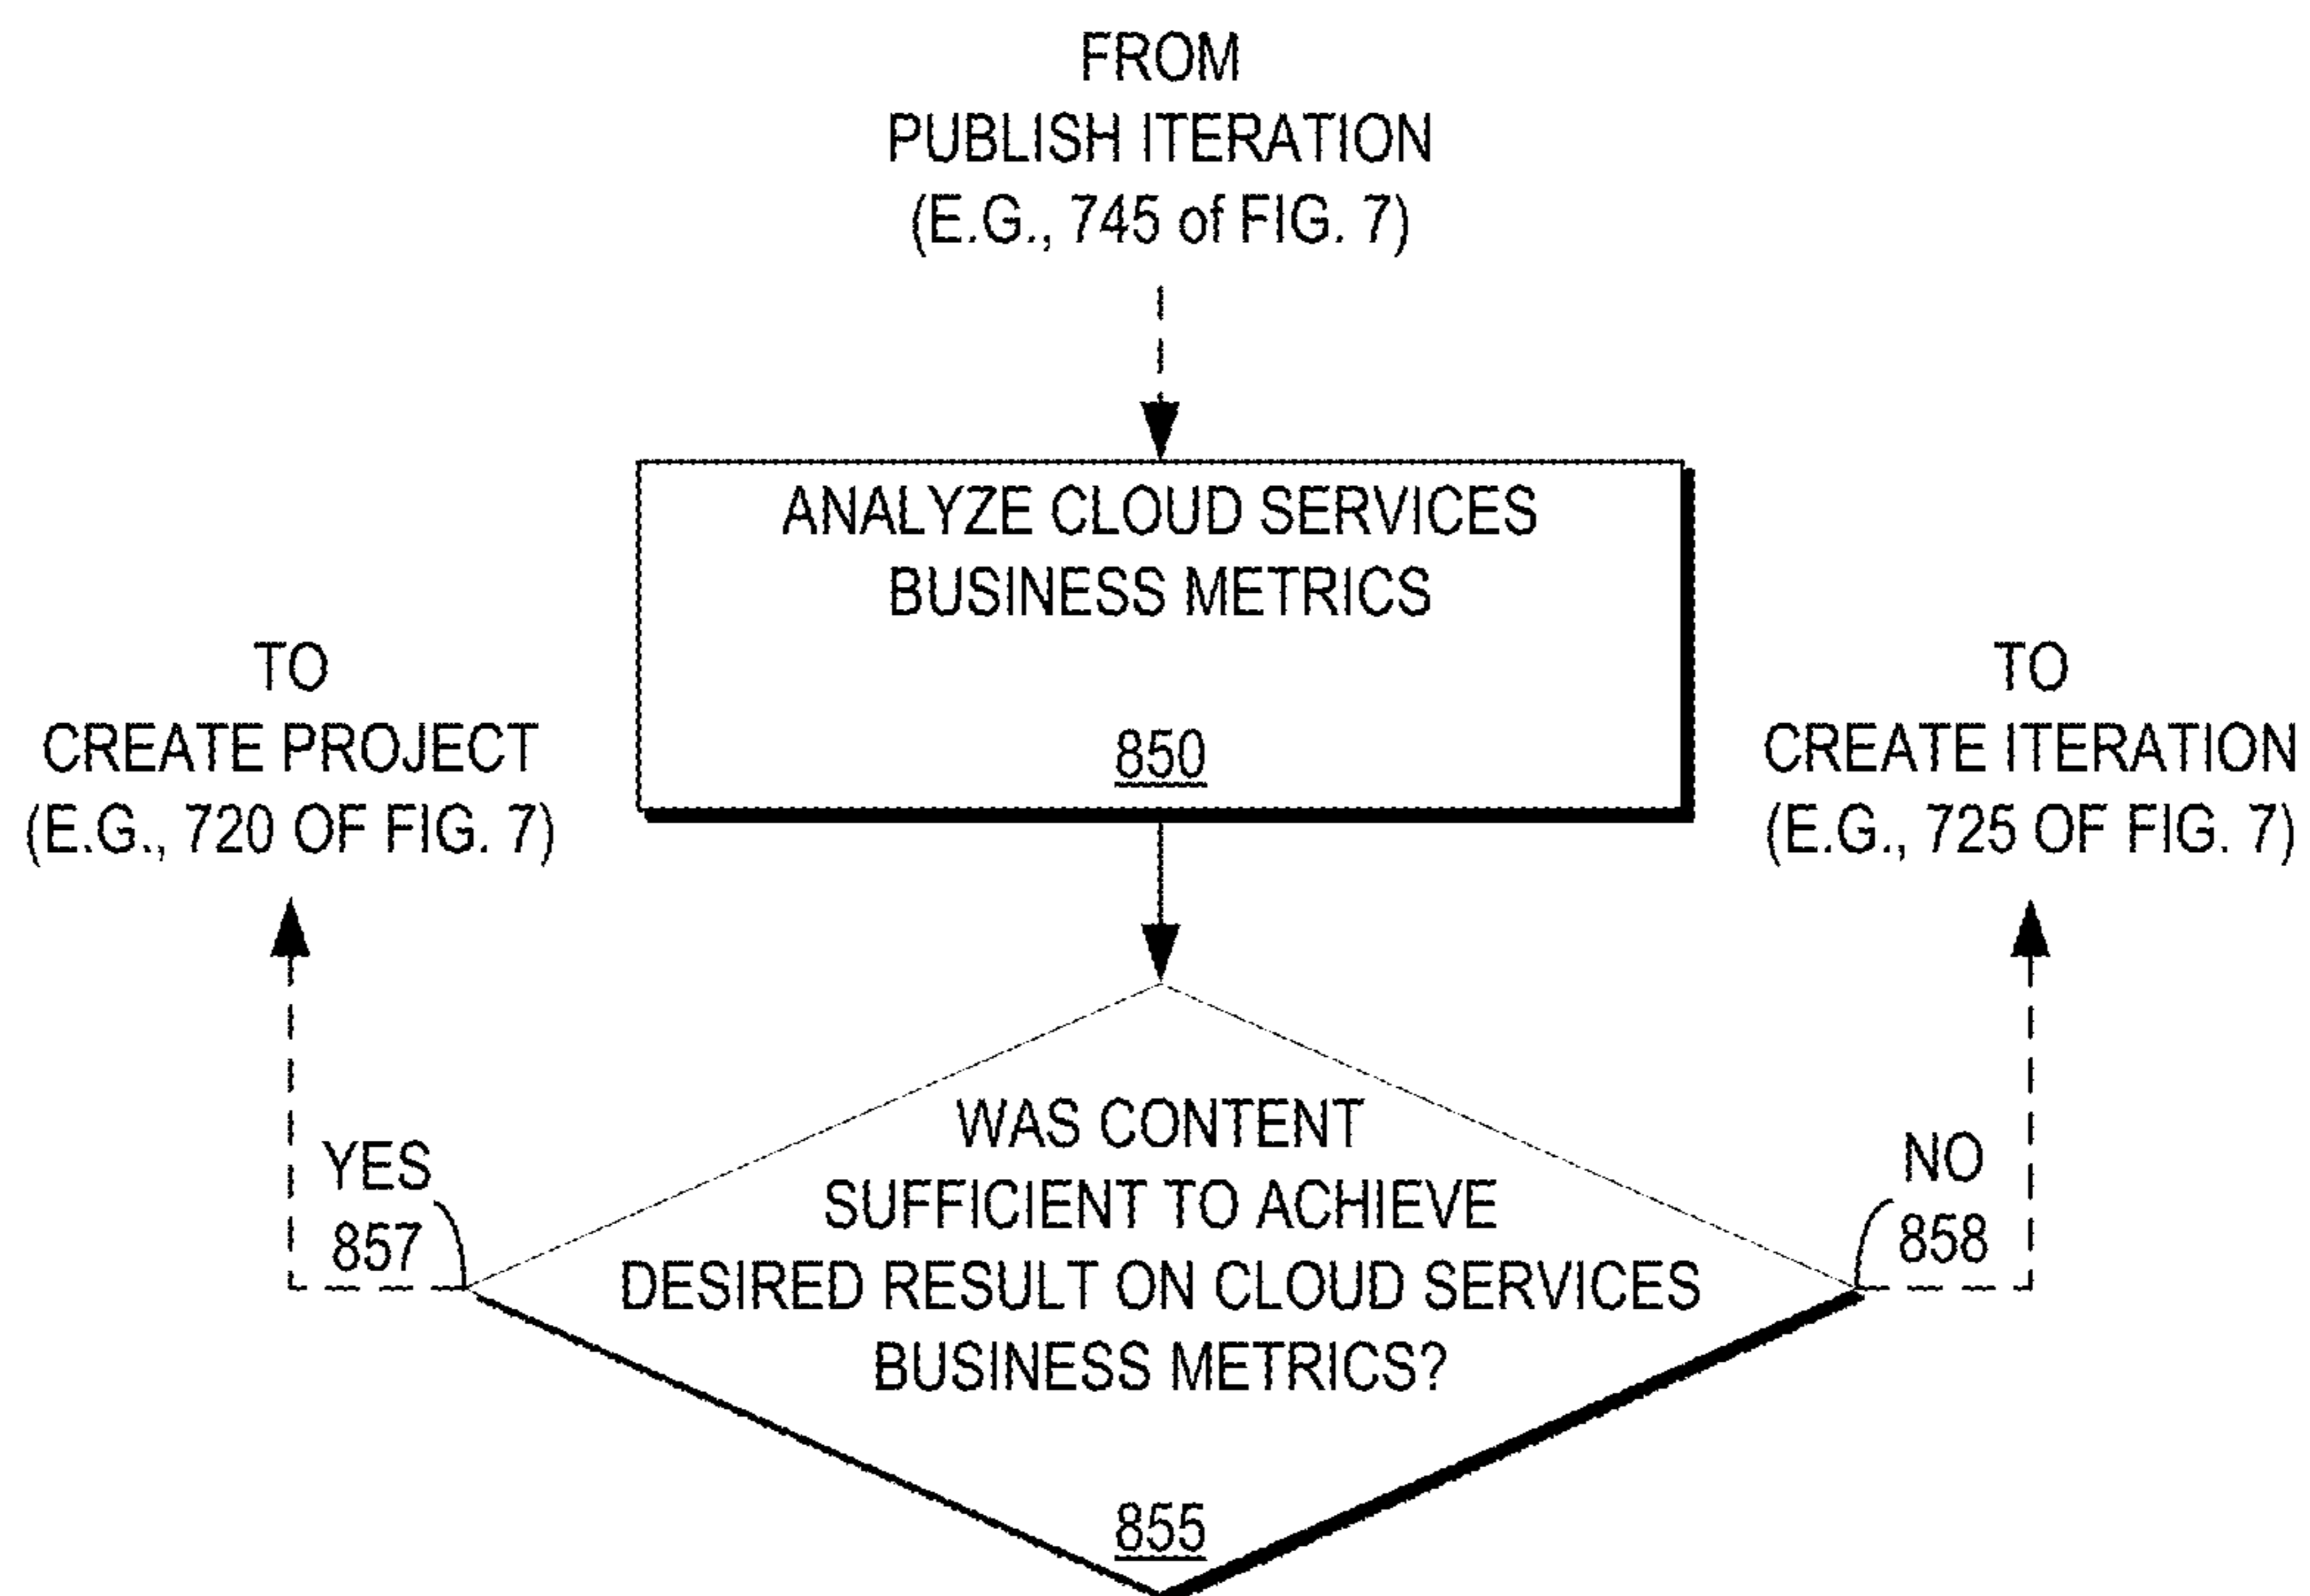 FROM
PUBLISH ITERATION
(E.G., 745 of FIG. 7)
ANALYZE CLOUD SERVICES
BUSINESS METRICS
850
TO
CREATE PROJECT
(E.G., 720 OF FIG. 7)
TO
CREATE ITERATION
(E.G., 725 OF FIG. 7)
YES
857
WAS CONTENT
SUFFICIENT TO ACHIEVE
DESIRED RESULT ON CLOUD SERVICES
BUSINESS METRICS?
855
NO
858